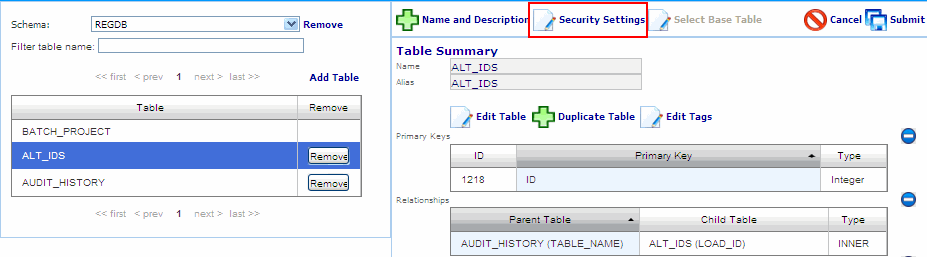 Schema: REGDB Remove
Filter table name:
<< first < prev 1 next > last >> Add Table
Table Remove
BATCH_PROJECT
ALT_IDS Remove
AUDIT_HISTORY Remove
<< first < prev 1 next > last >>
Name and Description Security Settings Select Base Table Cancel Submit
Table Summary
Name ALT_IDS
Alias ALT_IDS
Edit Table Duplicate Table Edit Tags
Primary Keys
ID Primary Key Type
1218 ID Integer
Relationships
Parent Table Child Table Type
AUDIT_HISTORY (TABLE_NAME) ALT_IDS (LOAD_ID) INNER